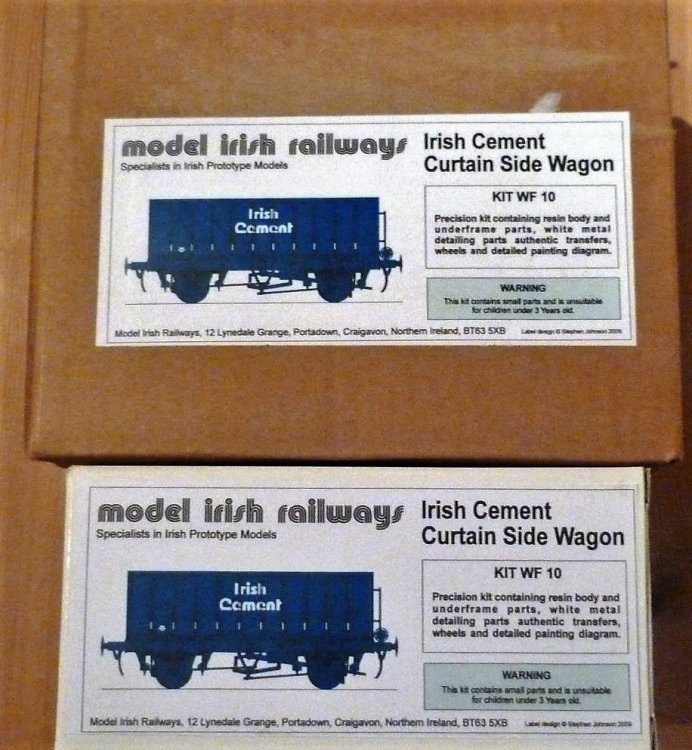 model irish railways
Specialists in Irish Prototype Models
Irish
Cement
Irish Cement
Curtain Side Wagon
KIT WF 10
Precision kit containing resin body and
underframe parts, white metal
detailing parts authentic transfers,
wheels and detailed painting diagram.
WARNING
This kit contains small parts and is unsuitable
for children under 3 Years old.
Model Irish Railways, 12 Lynedale Grange, Portadown, Craigavon, Northern Ireland, BT63 5XB
Label design © Stephen Johnson 2009
model irish railways
Specialists in Irish Prototype Models
Irish
Cement
Irish Cement
Curtain Side Wagon
KIT WF 10
Precision kit containing resin body and
underframe parts, white metal
detailing parts authentic transfers,
wheels and detailed painting diagram.
WARNING
This kit contains small parts and is unsuitable
for children under 3 Years old.
Model Irish Railways, 12 Lynedale Grange, Portadown, Craigavon, Northern Ireland, BT63 5XB
Label design © Stephen Johnson 2009